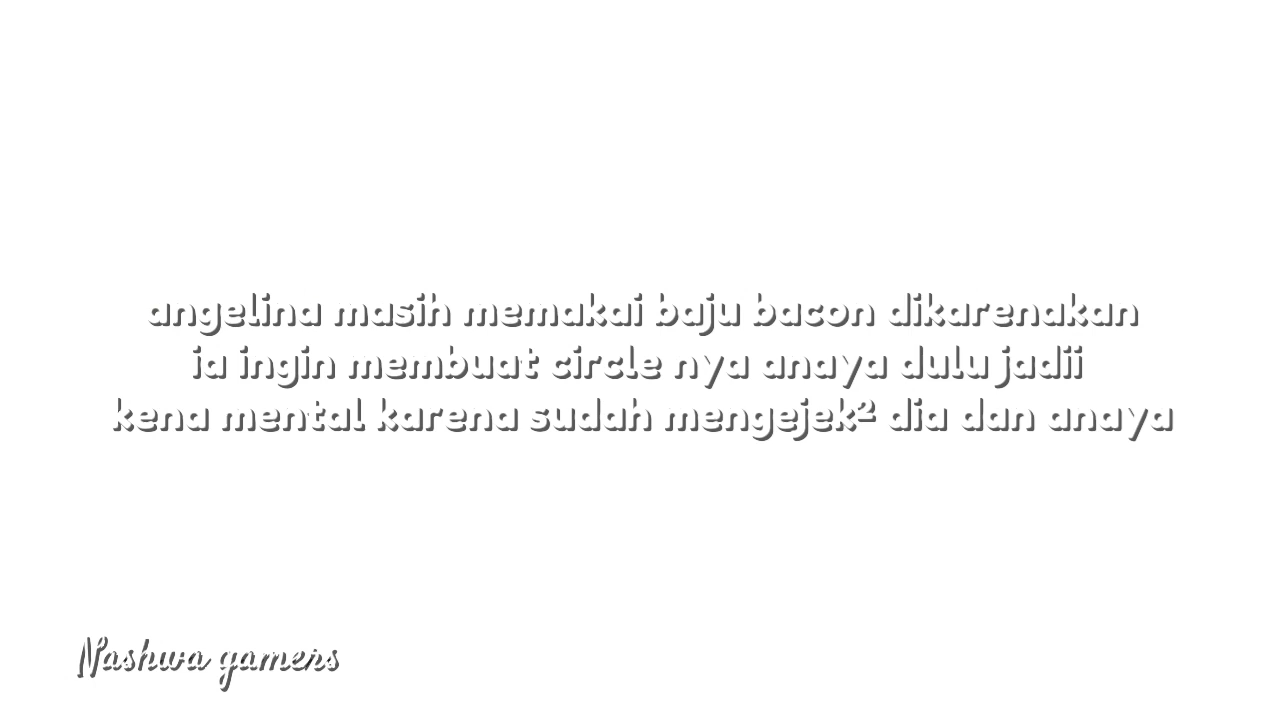 angelina masih memakai baju bacon dikarenakan
ia ingin membuat circle nya anaya dulu jadii
kena mental karena sudah mengejek² dia dan anaya
Nashwa gamers